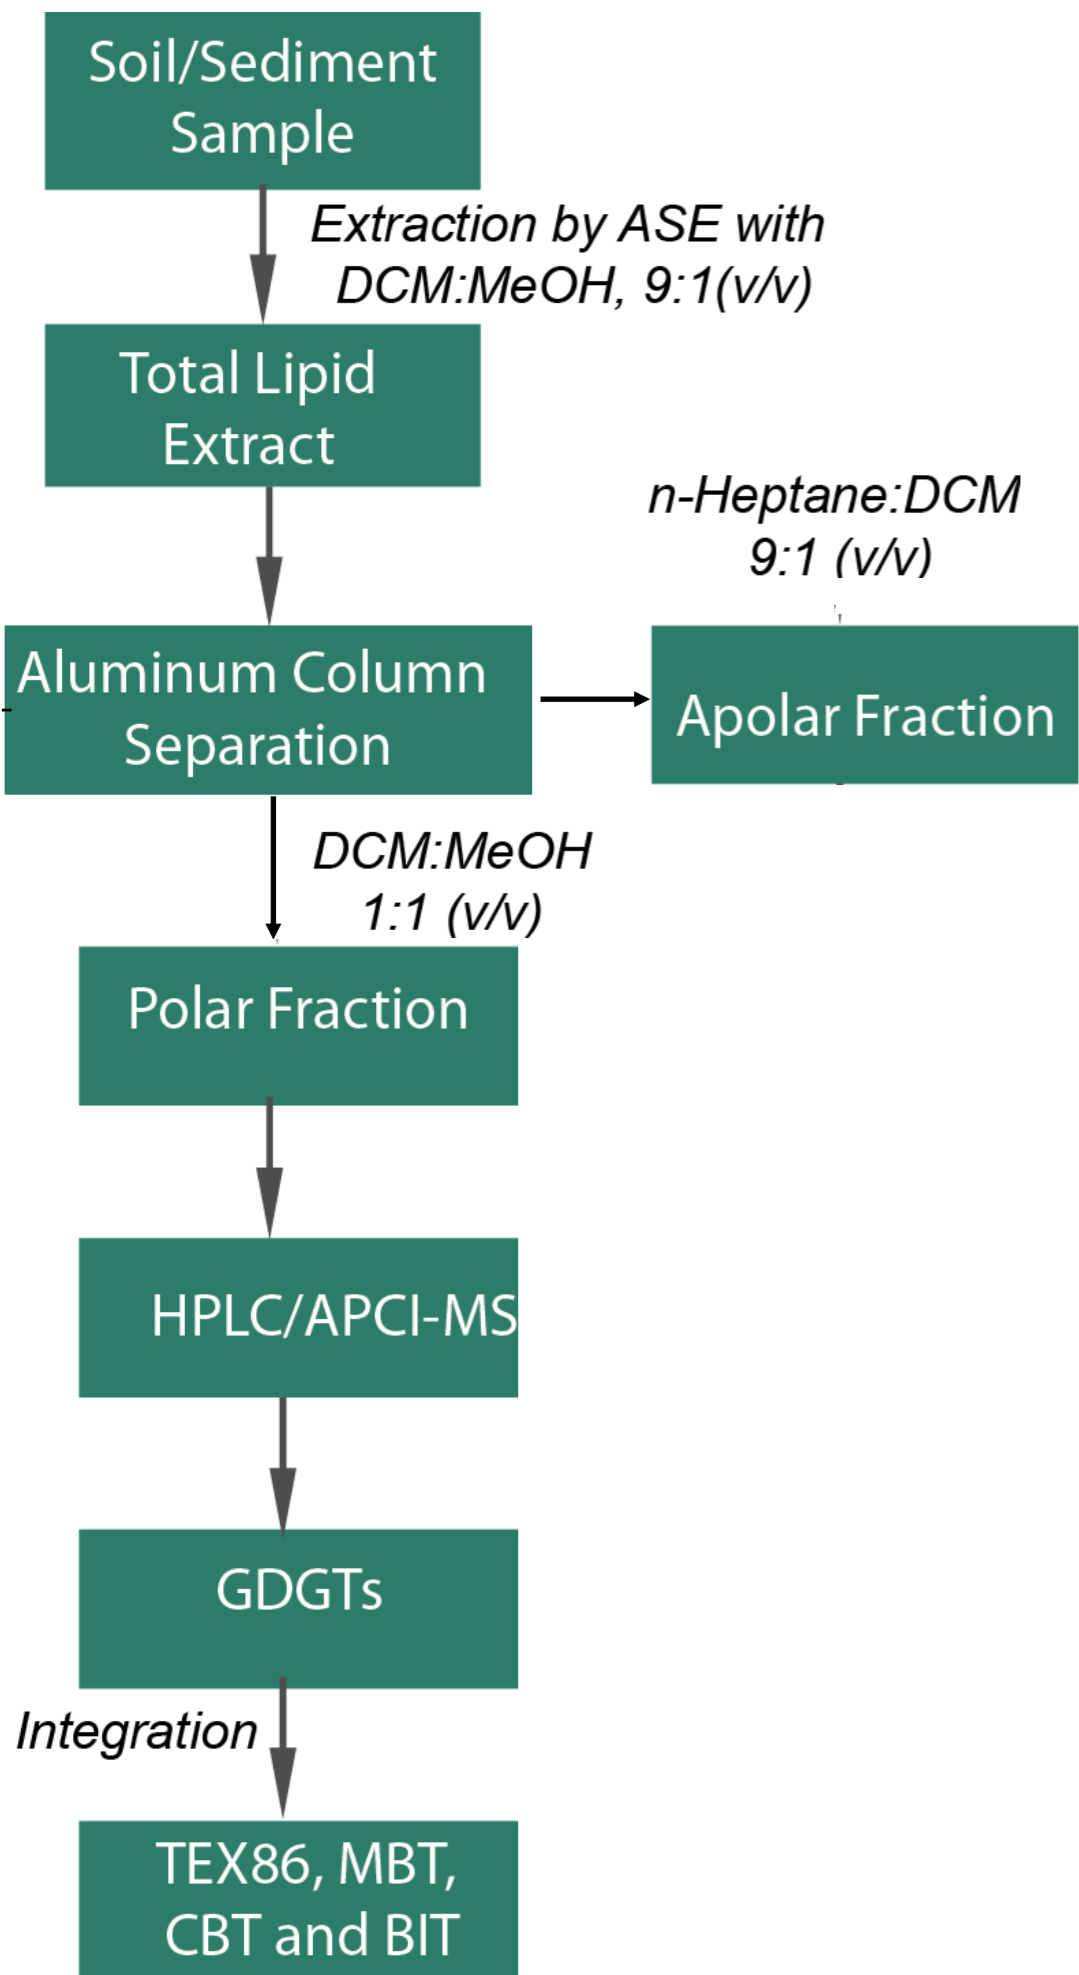 Soil/Sediment
Sample
Extraction by ASE with
DCM:MeOH, 9:1(v/v)
Total Lipid
Extract
n-Heptane:DCM
9:1 (v/v)
Aluminum Column
Separation
Apolar Fraction
DCM:MeOH
1:1 (v/v)
Polar Fraction
HPLC/APCI-MS
GDGTs
Integration
TEX86, MBT,
CBT and BIT